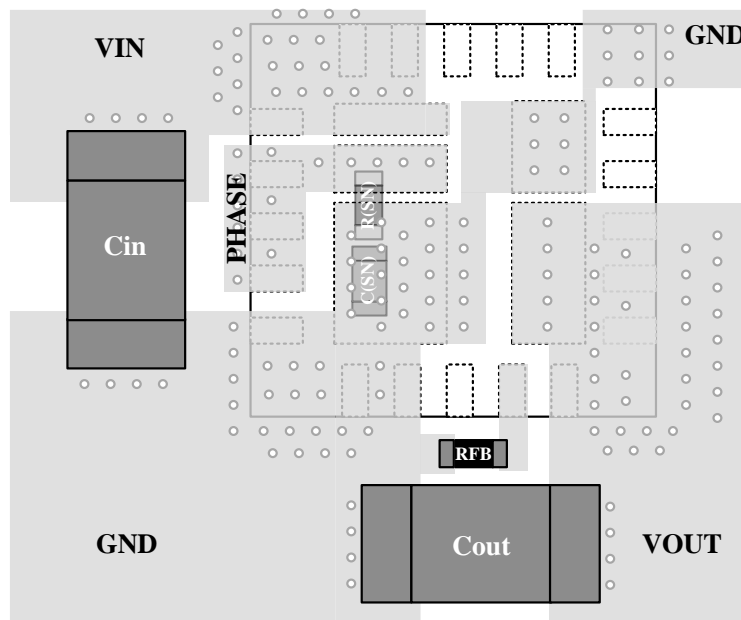 VIN
GND
PHASE
R(SN)
Cin
C(SN)
RFB
GND
Cout
VOUT